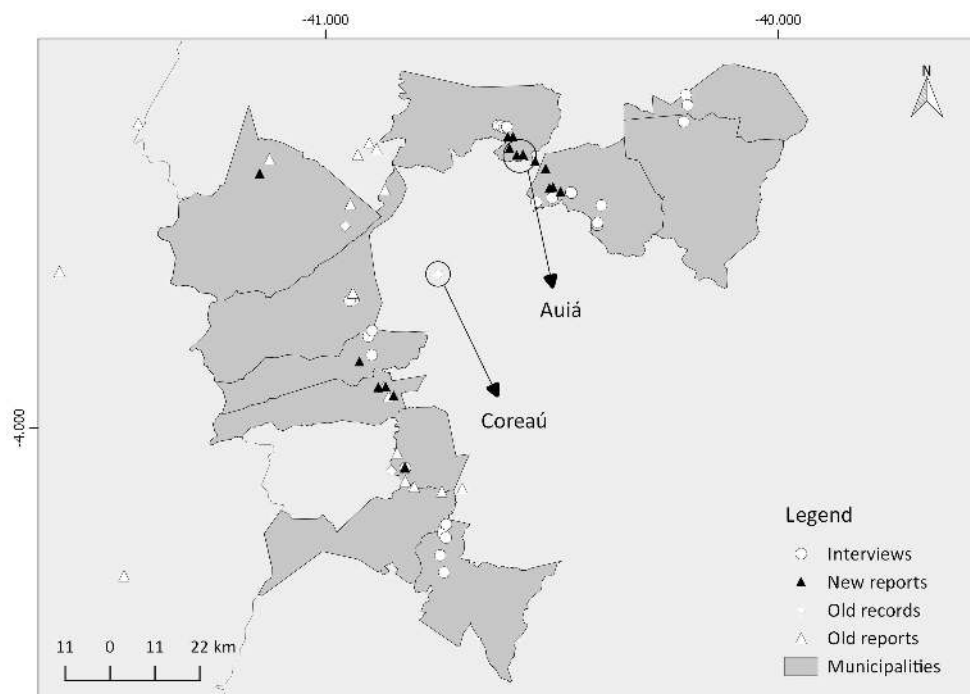 -41.000
-40.000
N
Auiá
Coreaú
-4.000
Legend
Interviews
New reports
Old records
Old reports
Municipalities
11 0 11 22 km